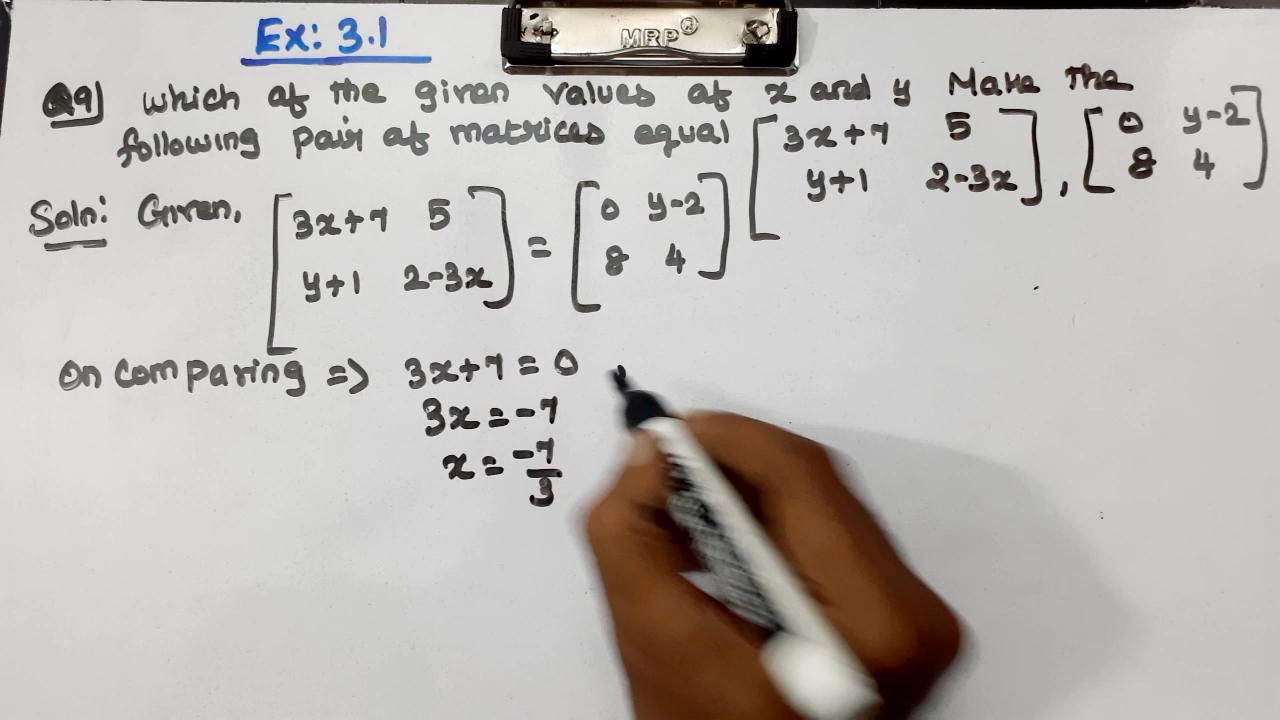 MRP®
Ex: 3.1
Q9] which of the given values of x and y Make The
following pair of matrices equal [3x+7 5
y+1 2-3x], [0 y-2
8 4]
Soln: Given, [3x+7 5
y+1 2-3x] = [0 y-2
8 4]
On comparing => 3x+7=0
3x=-7
x=-7/3